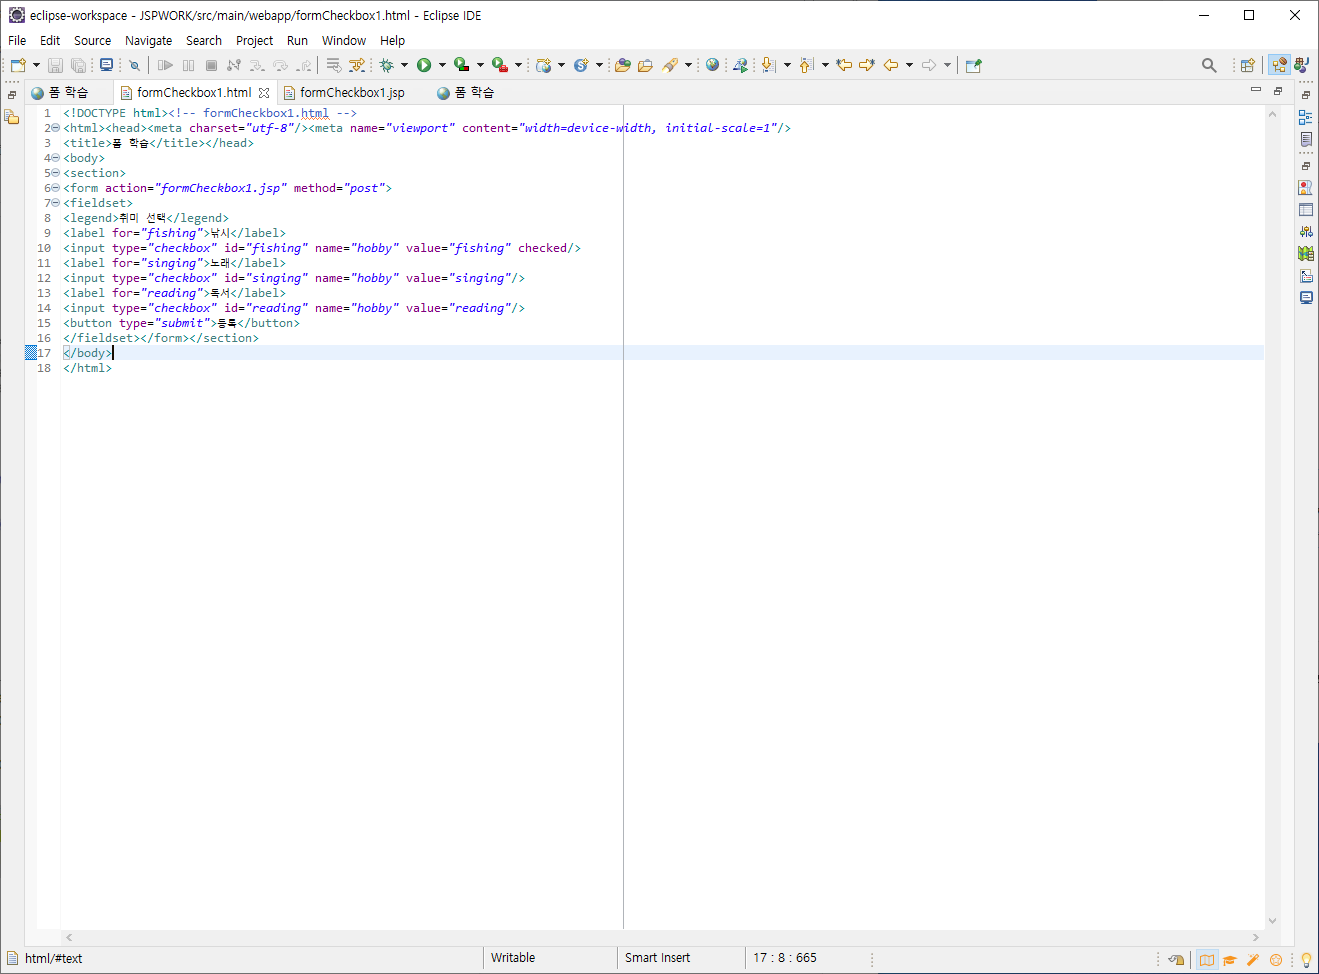 eclipse-workspace - JSPWORK/src/main/webapp/formCheckbox1.html - Eclipse IDE
File Edit Source Navigate Search Project Run Window Help
폼 학습 formCheckbox1.html formCheckbox1.jsp 폼 학습
1 <!DOCTYPE html><!-- formCheckbox1.html -->
2 <html><head><meta charset="utf-8"/><meta name="viewport" content="width=device-width, initial-scale=1"/>
3 <title>폼 학습</title></head>
4 <body>
5 <section>
6 <form action="formCheckbox1.jsp" method="post">
7 <fieldset>
8 <legend>취미 선택</legend>
9 <label for="fishing">낚시</label>
10 <input type="checkbox" id="fishing" name="hobby" value="fishing" checked/>
11 <label for="singing">노래</label>
12 <input type="checkbox" id="singing" name="hobby" value="singing"/>
13 <label for="reading">독서</label>
14 <input type="checkbox" id="reading" name="hobby" value="reading"/>
15 <button type="submit">등록</button>
16 </fieldset></form></section>
17 </body>
18 </html>
html/#text Writable Smart Insert 17 : 8 : 665